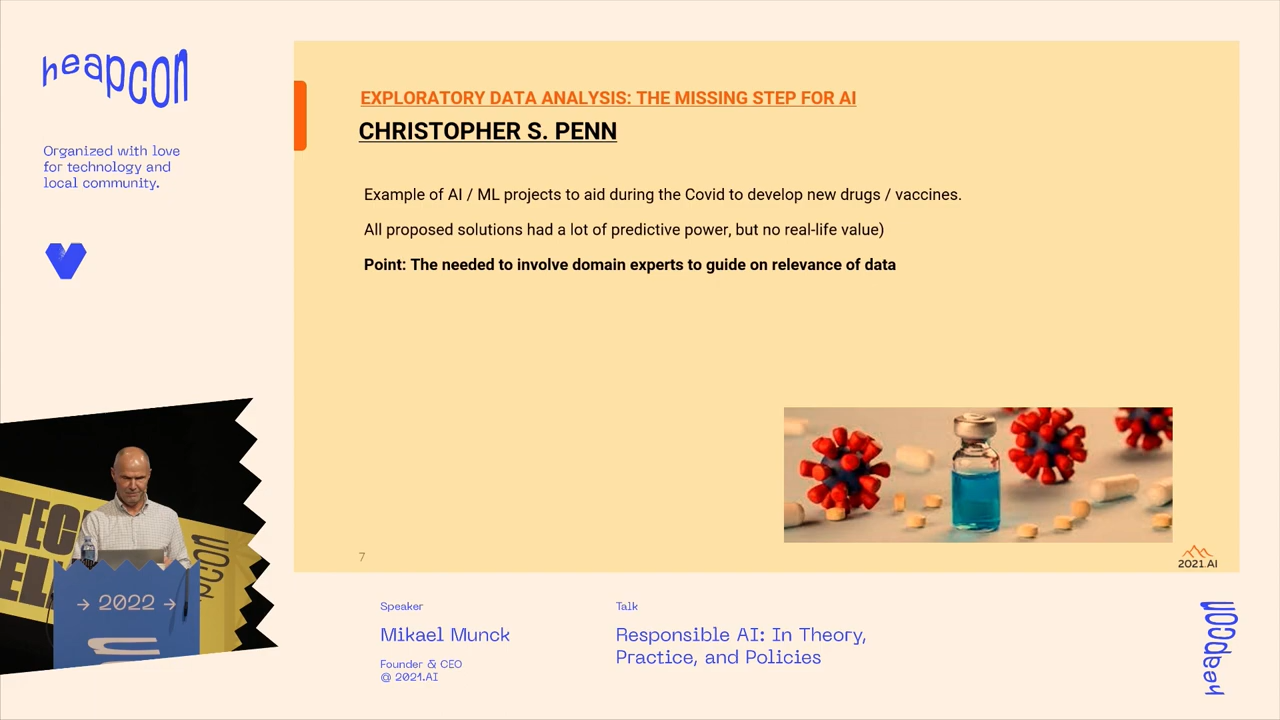 heapcon
Organized with love
for technology and
local community.
EXPLORATORY DATA ANALYSIS: THE MISSING STEP FOR AI
CHRISTOPHER S. PENN
Example of AI / ML projects to aid during the Covid to develop new drugs / vaccines.
All proposed solutions had a lot of predictive power, but no real-life value)
Point: The needed to involve domain experts to guide on relevance of data
7
2021.AI
→ 2022 →
Speaker
Mikael Munck
Founder & CEO
@ 2021.AI
Talk
Responsible AI: In Theory,
Practice, and Policies
heapcon